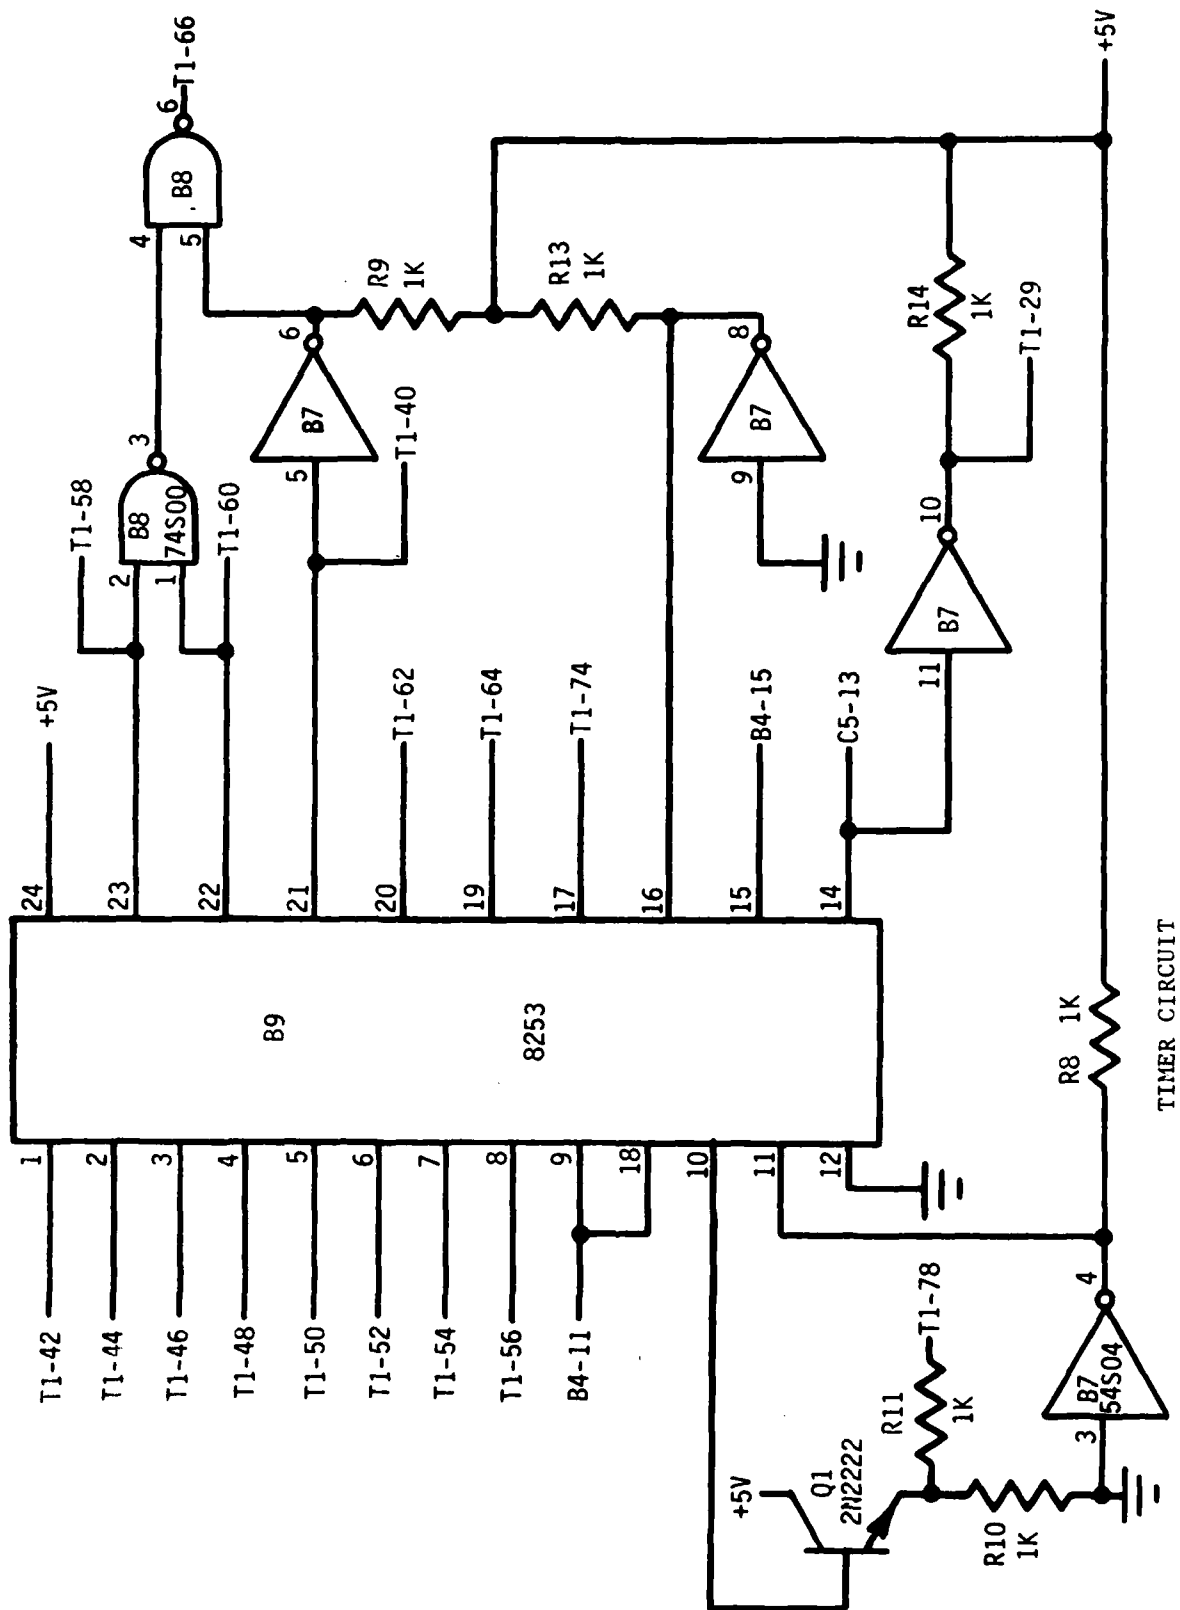 T1-42
1
T1-44
2
T1-46
3
T1-48
4
T1-50
5
T1-52
6
T1-54
7
T1-56
8
B4-11
9
18
10
11
12
B9
8253
24
+5V
23
22
21
20
T1-62
19
T1-64
17
T1-74
16
15
B4-15
14
C5-13
T1-58
2
1
B8
74S00
3
T1-60
4
5
B8
6
T1-66
5
B7
6
T1-40
R9
1K
R13
1K
9
B7
8
11
B7
10
R14
1K
T1-29
+5V
R8 1K
+5V
Q1
2N2222
R11
1K
T1-78
R10
1K
3
B7
54S04
4
TIMER CIRCUIT